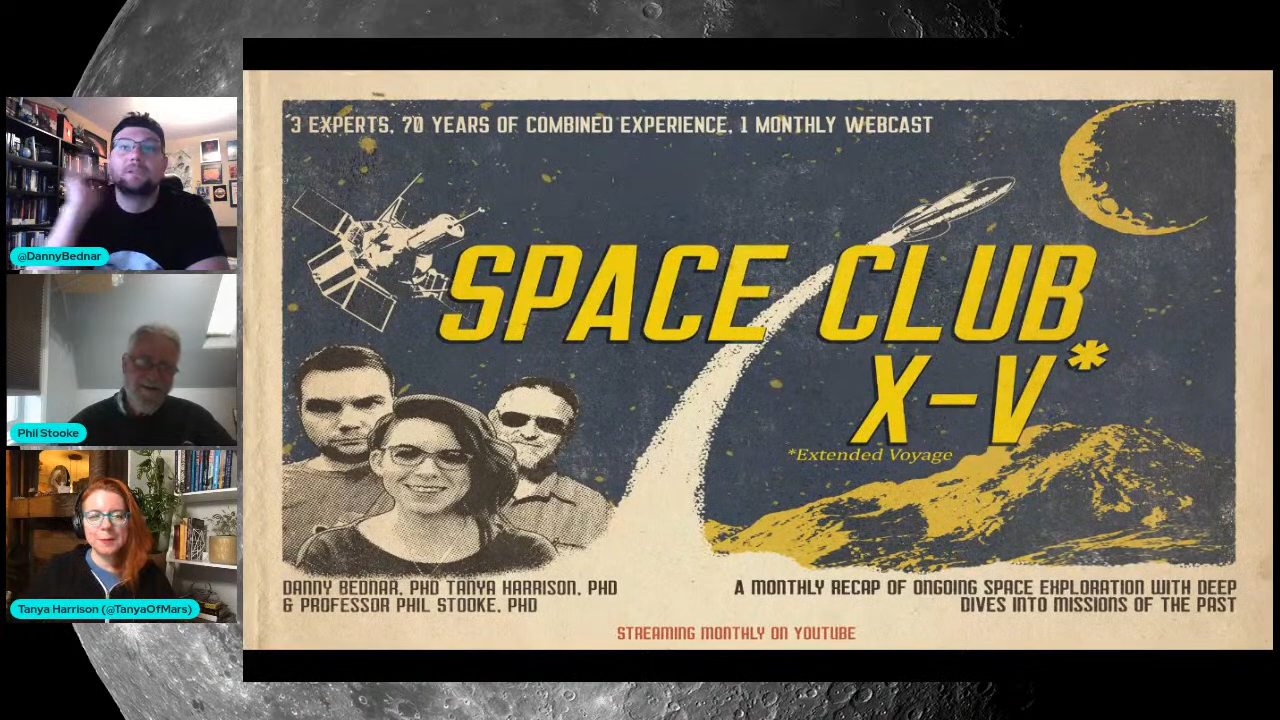 @DannyBednar
Phil Stooke
Tanya Harrison (@TanyaOfMars)
3 EXPERTS, 70 YEARS OF COMBINED EXPERIENCE, 1 MONTHLY WEBCAST
SPACE CLUB
X-V*
*Extended Voyage
DANNY BEDNAR, PHD TANYA HARRISON, PHD
& PROFESSOR PHIL STOOKE, PHD
A MONTHLY RECAP OF ONGOING SPACE EXPLORATION WITH DEEP
DIVES INTO MISSIONS OF THE PAST
STREAMING MONTHLY ON YOUTUBE